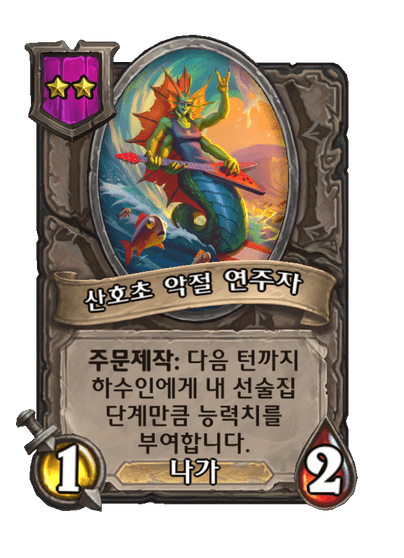 산호초 악절 연주자
주문제작: 다음 턴까지
하수인에게 내 선술집
단계만큼 능력치를
부여합니다.
나가
1
2